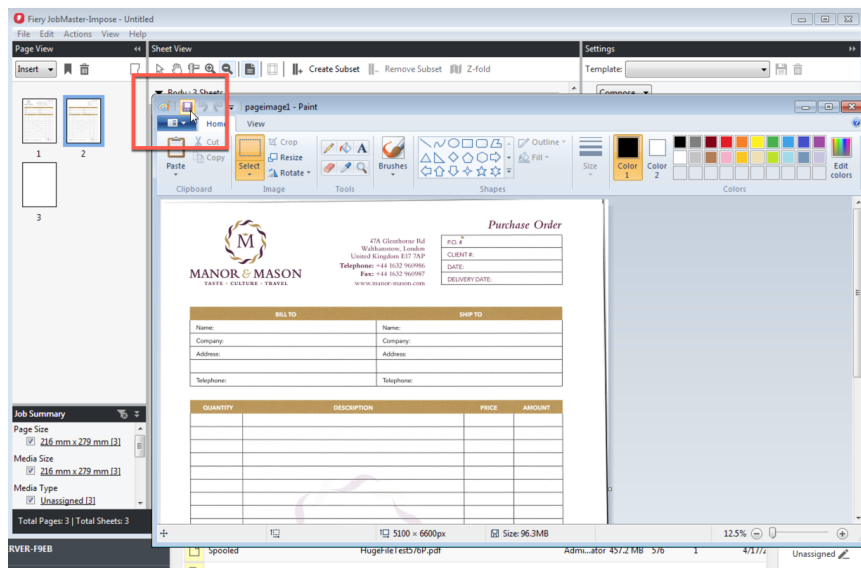 Fiery JobMaster-Impose - Untitled
File Edit Actions View Help
Page View
Sheet View
Settings
Insert
Create Subset
Remove Subset
Z-fold
Template:
Body : 3 Sheets
Compose
pageimage1 - Paint
Home View
Paste
Cut
Copy
Clipboard
Select
Crop
Resize
Rotate
Image
A
Tools
Brushes
Shapes
Outline
Fill
Size
Color 1
Color 2
Colors
Edit colors
1
2
3
M
MANOR & MASON
TASTE · CULTURE · TRAVEL
47A Glenthorne Rd
Walthamstow, London
United Kingdom E17 7AP
Telephone: +44 1632 960986
Fax: +44 1632 960987
www.manor-mason.com
Purchase Order
P.O. #
CLIENT #:
DATE:
DELIVERY DATE:
BILL TO SHIP TO
Name: Name:
Company: Company:
Address: Address:
Telephone: Telephone:
QUANTITY DESCRIPTION PRICE AMOUNT
Job Summary
Page Size
216 mm x 279 mm [3]
Media Size
216 mm x 279 mm [3]
Media Type
Unassigned [3]
Total Pages: 3 | Total Sheets: 3
5100 × 6600px
Size: 96.3MB
12.5%
RVER-F9EB
Spooled HugeFileTest576P.pdf Admi...ator 457.2 MB 576 1 4/17/2
Unassigned